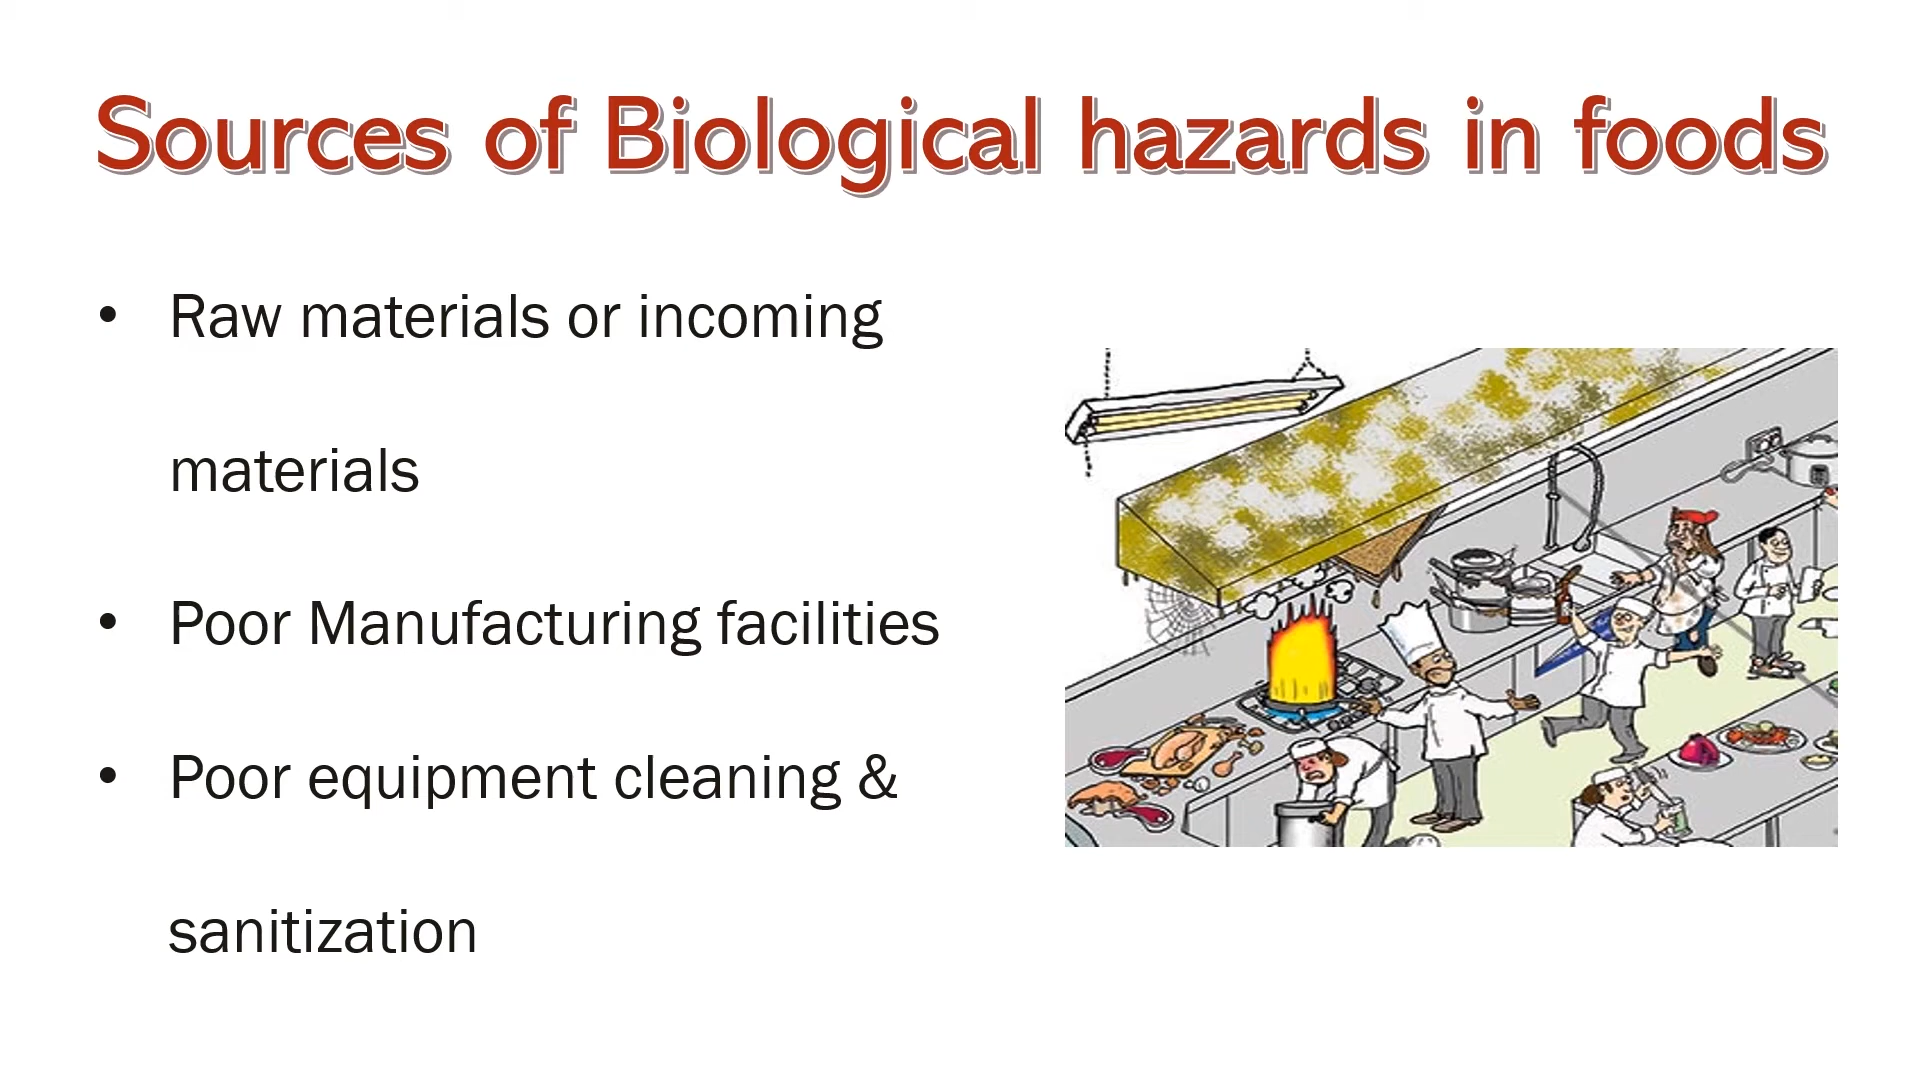 Sources of Biological hazards in foods
• Raw materials or incoming
materials
• Poor Manufacturing facilities
• Poor equipment cleaning &
sanitization